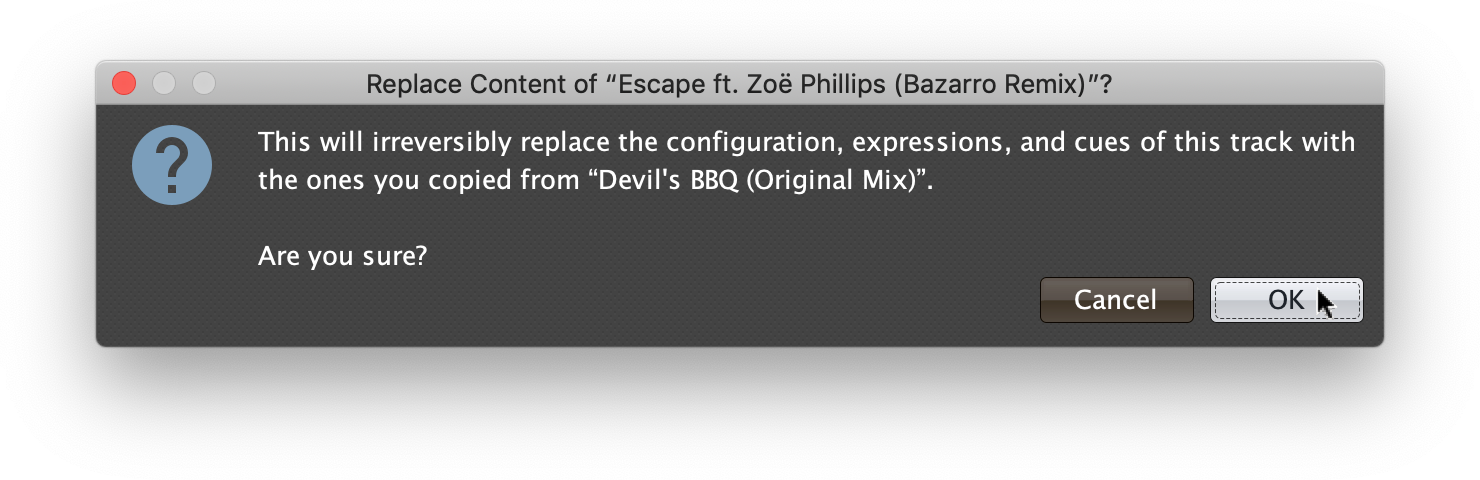 Replace Content of “Escape ft. Zoë Phillips (Bazarro Remix)”?
This will irreversibly replace the configuration, expressions, and cues of this track with
the ones you copied from “Devil's BBQ (Original Mix)”.
Are you sure?
Cancel
OK